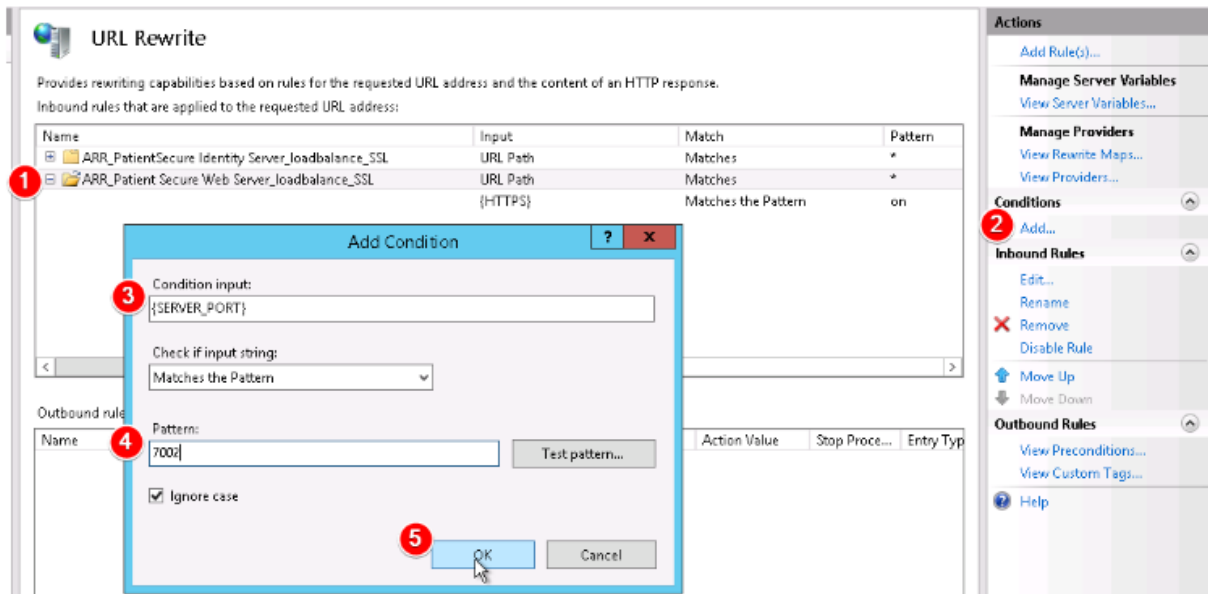 URL Rewrite
Provides rewriting capabilities based on rules for the requested URL address and the content of an HTTP response.
Inbound rules that are applied to the requested URL address:
Name Input Match Pattern
ARR_PatientSecure Identity Server_loadbalance_SSL URL Path Matches *
1 ARR_Patient Secure Web Server_loadbalance_SSL URL Path Matches *
{HTTPS} Matches the Pattern on
Add Condition ? x
Condition input:
3 {SERVER_PORT}
Check if input string:
Matches the Pattern
Pattern:
4 7002
Test pattern...
Ignore case
5 OK Cancel
Outbound rule
Name Action Value Stop Proce... Entry Typ
Actions
Add Rule(s)...
Manage Server Variables
View Server Variables...
Manage Providers
View Rewrite Maps...
View Providers...
Conditions
2 Add...
Inbound Rules
Edit...
Rename
Remove
Disable Rule
Move Up
Move Down
Outbound Rules
View Preconditions...
View Custom Tags...
Help